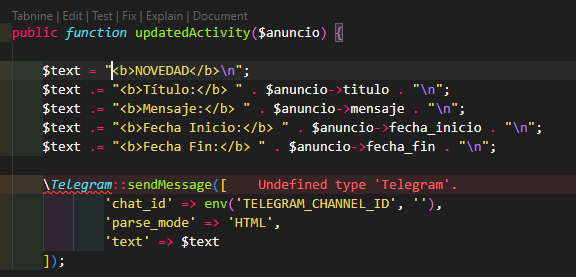 Tabnine | Edit | Test | Fix | Explain | Document
public function updatedActivity($anuncio) {
$text = "<b>NOVEDAD</b>\n";
$text .= "<b>Título:</b> " . $anuncio->titulo . "\n";
$text .= "<b>Mensaje:</b> " . $anuncio->mensaje . "\n";
$text .= "<b>Fecha Inicio:</b> " . $anuncio->fecha_inicio . "\n";
$text .= "<b>Fecha Fin:</b> " . $anuncio->fecha_fin . "\n";
\Telegram::sendMessage([ Undefined type 'Telegram'.
'chat_id' => env('TELEGRAM_CHANNEL_ID', ''),
'parse_mode' => 'HTML',
'text' => $text
]);